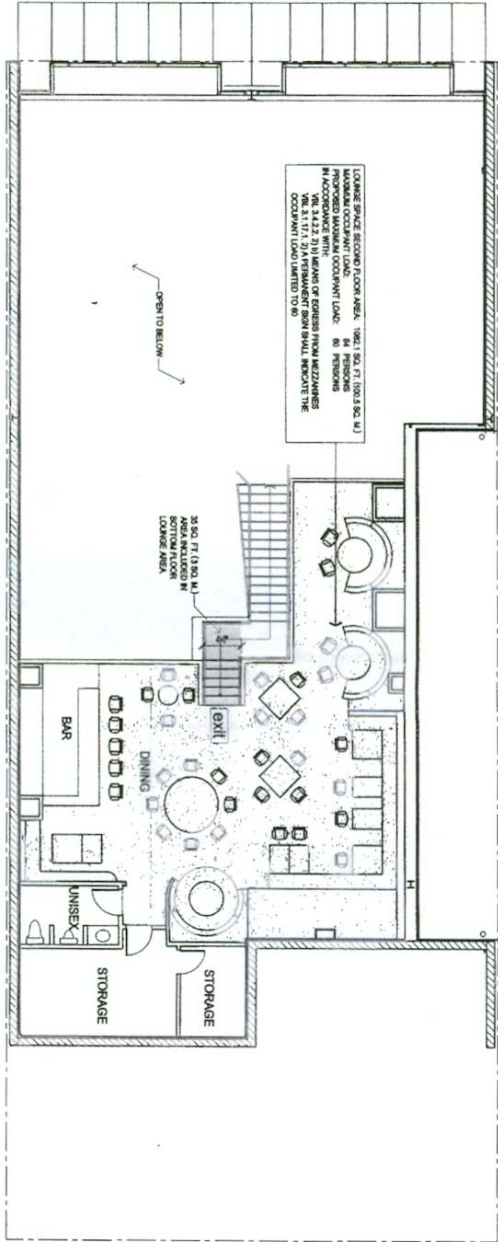 LOUNGE SPACE SECOND FLOOR AREA: 1082.1 SQ. FT. (100.5 SQ. M.)
MAXIMUM OCCUPANT LOAD: 84 PERSONS
PROPOSED MAXIMUM OCCUPANT LOAD: 60 PERSONS
IN ACCORDANCE WITH:
VBL 3.4.2.2. 2) b) MEANS OF EGRESS FROM MEZZANINES
VBL 3.1.17.1. 2) A PERMANENT SIGN SHALL INDICATE THE
OCCUPANT LOAD LIMITED TO 60
OPEN TO BELOW
35 SQ. FT. (3 SQ. M.)
AREA INCLUDED IN
BOTTOM FLOOR
LOUNGE AREA
exit
BAR
DINING
UNISEX
STORAGE
STORAGE